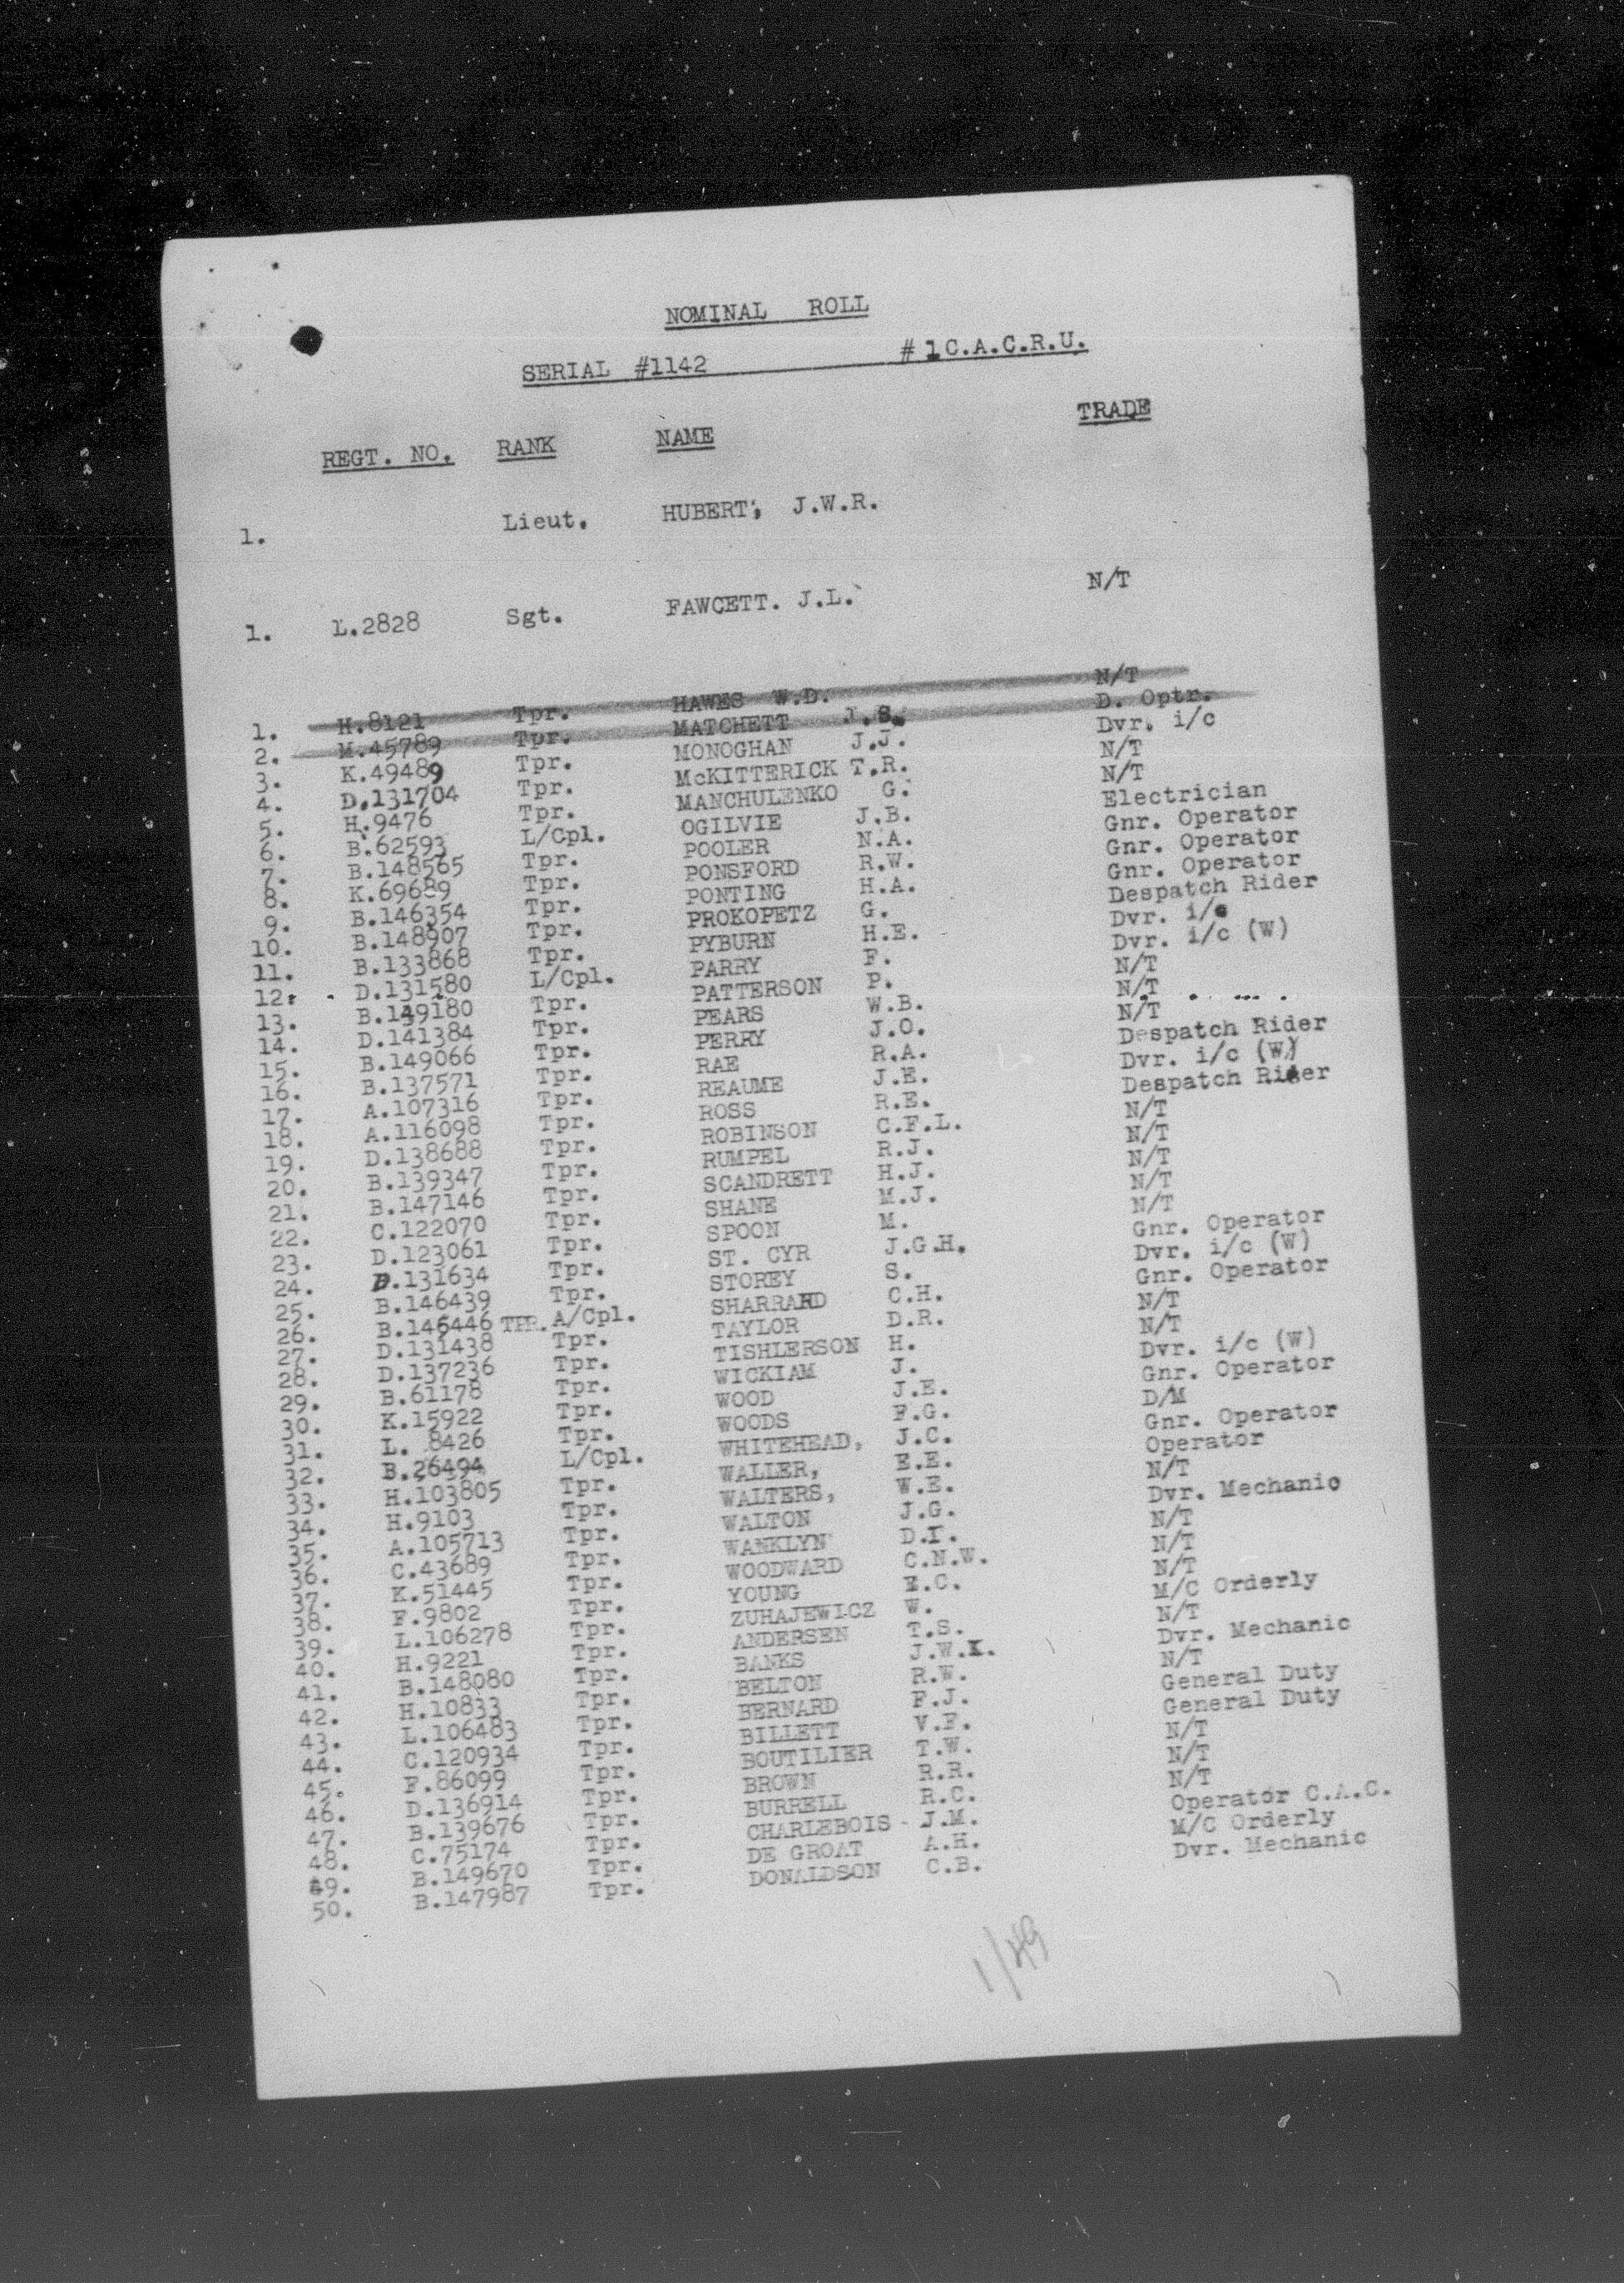 NOMINAL ROLL
SERIAL #1142 # 1 C.A.C.R.U.
REGT. NO. RANK NAME TRADE
1. Lieut. HUBERT, J.W.R.
1. L.2828 Sgt. FAWCETT. J.L. N/T
1. H.8121 Tpr. HAWES W.D. N/T
2. M.45789 Tpr. MATCHETT J.S. D. Optr.
3. K.49489 Tpr. MONOGHAN J.J. Dvr. i/c
4. D.131704 Tpr. McKITTERICK T.R. N/T
5. H.9476 Tpr. MANCHULENKO G. N/T
6. B.62593 L/Cpl. OGILVIE J.B. Electrician
7. B.148565 Tpr. POOLER N.A. Gnr. Operator
8. K.69689 Tpr. PONSFORD R.W. Gnr. Operator
9. B.146354 Tpr. PONTING H.A. Gnr. Operator
10. B.148907 Tpr. PROKOPETZ G. Despatch Rider
11. B.133868 Tpr. PYBURN H.E. Dvr. i/c
12. D.131580 L/Cpl. PARRY F. Dvr. i/c (W)
13. B.149180 Tpr. PATTERSON P. N/T
14. D.141384 Tpr. PEARS W.B. N/T
15. B.149066 Tpr. PERRY J.O. N/T
16. B.137571 Tpr. RAE R.A. Despatch Rider
17. A.107316 Tpr. REAUME J.E. Dvr. i/c (W)
18. A.116098 Tpr. ROSS R.E. Despatch Rider
19. D.138688 Tpr. ROBINSON C.F.L. N/T
20. B.139347 Tpr. RUMPEL R.J. N/T
21. B.147146 Tpr. SCANDRETT H.J. N/T
22. C.122070 Tpr. SHANE M.J. N/T
23. D.123061 Tpr. SPOON M. N/T
24. D.131634 Tpr. ST. CYR J.G.H. Gnr. Operator
25. B.146439 Tpr. STOREY S. Dvr. i/c (W)
26. B.146446 TPR. A/Cpl. SHARRARD C.H. Gnr. Operator
27. D.131438 Tpr. TAYLOR D.R. N/T
28. D.137236 Tpr. TISHLERSON H. N/T
29. B.61178 Tpr. WICKIAM J. Dvr. i/c (W)
30. K.15922 Tpr. WOOD J.E. Gnr. Operator
31. L. 8426 Tpr. WOODS F.G. D/M
32. B.26494 L/Cpl. WHITEHEAD, J.C. Gnr. Operator
33. H.103805 Tpr. WALLER, E.E. Operator
34. H.9103 Tpr. WALTERS, W.E. N/T
35. A.105713 Tpr. WALTON J.G. Dvr. Mechanic
36. C.43689 Tpr. WANKLYN D.I. N/T
37. K.51445 Tpr. WOODWARD C.N.W. N/T
38. F.9802 Tpr. YOUNG E.C. N/T
39. L.106278 Tpr. ZUHAJEWICZ W. M/C Orderly
40. H.9221 Tpr. ANDERSEN T.S. N/T
41. B.148080 Tpr. BANKS J.W.K. Dvr. Mechanic
42. H.10833 Tpr. BELTON R.W. N/T
43. L.106483 Tpr. BERNARD F.J. General Duty
44. C.120934 Tpr. BILLETT V.F. General Duty
45. F.86099 Tpr. BOUTILIER T.W. N/T
46. D.136914 Tpr. BROWN R.R. N/T
47. B.139676 Tpr. BURRELL R.C. N/T
48. C.75174 Tpr. CHARLEBOIS - J.M. Operator C.A.C.
49. B.149670 Tpr. DE GROAT A.H. M/C Orderly
50. B.147987 Tpr. DONALDSON C.B. Dvr. Mechanic
1/49